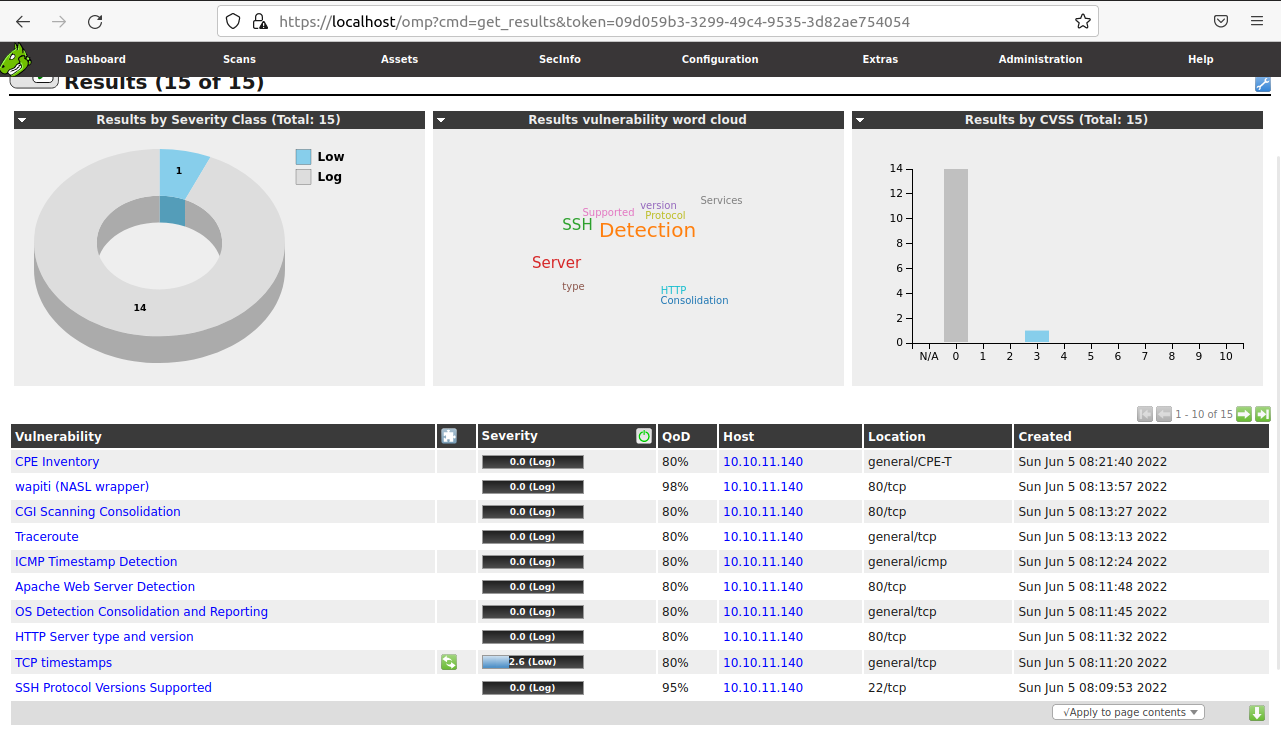 https://localhost/omp?cmd=get_results&token=09d059b3-3299-49c4-9535-3d82ae754054
Dashboard Scans Assets SecInfo Configuration Extras Administration Help
Results (15 of 15)
Results by Severity Class (Total: 15)
1
Low
Log
14
Results vulnerability word cloud
Services
version
Supported
Protocol
SSH
Detection
Server
type
HTTP
Consolidation
Results by CVSS (Total: 15)
14
12
10
8
6
4
2
0
N/A 0 1 2 3 4 5 6 7 8 9 10
1 - 10 of 15
Vulnerability Severity QoD Host Location Created
CPE Inventory 0.0 (Log) 80% 10.10.11.140 general/CPE-T Sun Jun 5 08:21:40 2022
wapiti (NASL wrapper) 0.0 (Log) 98% 10.10.11.140 80/tcp Sun Jun 5 08:13:57 2022
CGI Scanning Consolidation 0.0 (Log) 80% 10.10.11.140 80/tcp Sun Jun 5 08:13:27 2022
Traceroute 0.0 (Log) 80% 10.10.11.140 general/tcp Sun Jun 5 08:13:13 2022
ICMP Timestamp Detection 0.0 (Log) 80% 10.10.11.140 general/icmp Sun Jun 5 08:12:24 2022
Apache Web Server Detection 0.0 (Log) 80% 10.10.11.140 80/tcp Sun Jun 5 08:11:48 2022
OS Detection Consolidation and Reporting 0.0 (Log) 80% 10.10.11.140 general/tcp Sun Jun 5 08:11:45 2022
HTTP Server type and version 0.0 (Log) 80% 10.10.11.140 80/tcp Sun Jun 5 08:11:32 2022
TCP timestamps 2.6 (Low) 80% 10.10.11.140 general/tcp Sun Jun 5 08:11:20 2022
SSH Protocol Versions Supported 0.0 (Log) 95% 10.10.11.140 22/tcp Sun Jun 5 08:09:53 2022
√Apply to page contents